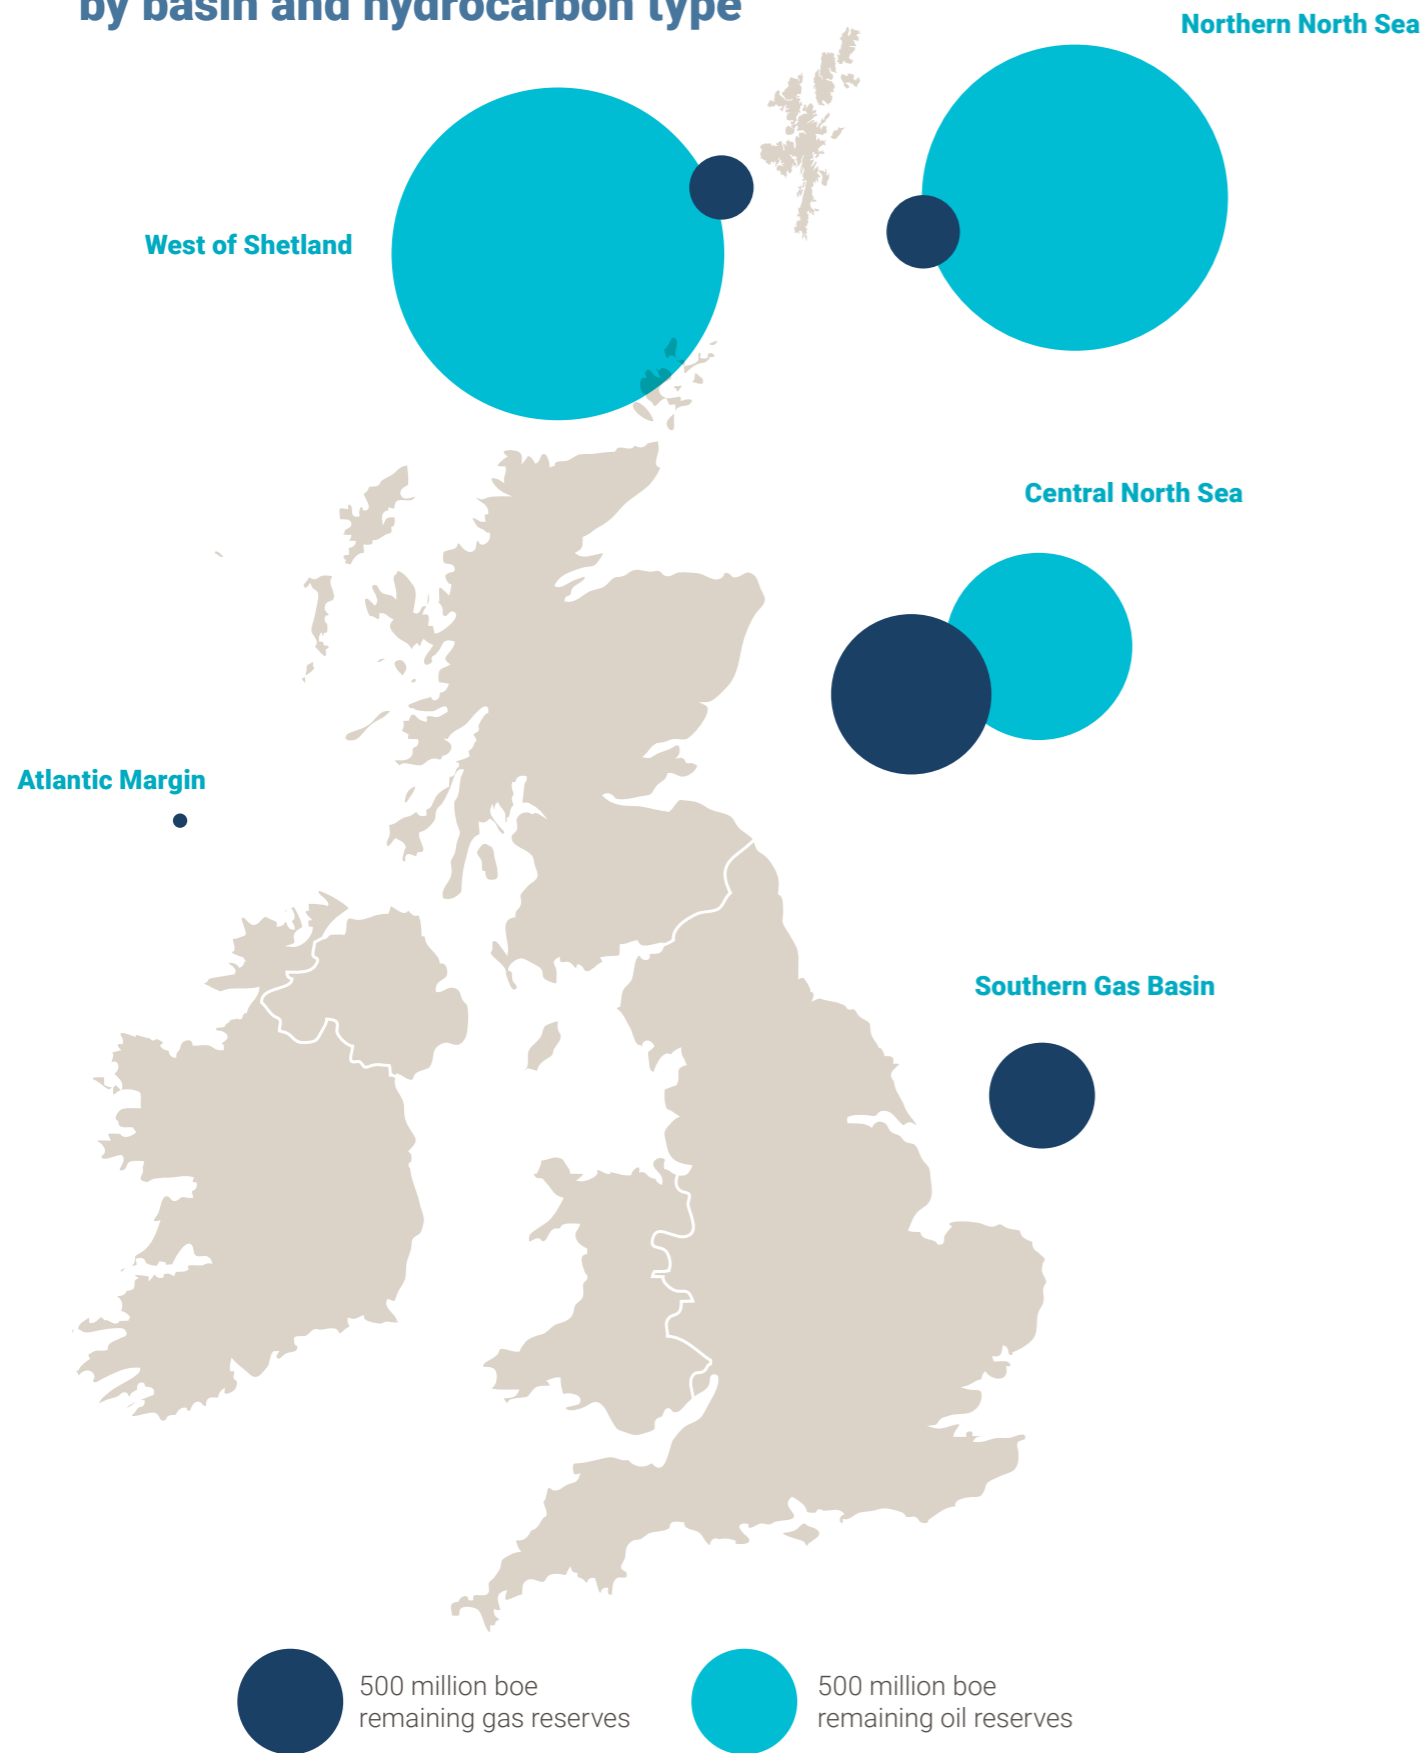 by basin and hydrocarbon type
Northern North Sea
West of Shetland
Central North Sea
Atlantic Margin
Southern Gas Basin
500 million boe
remaining gas reserves
500 million boe
remaining oil reserves